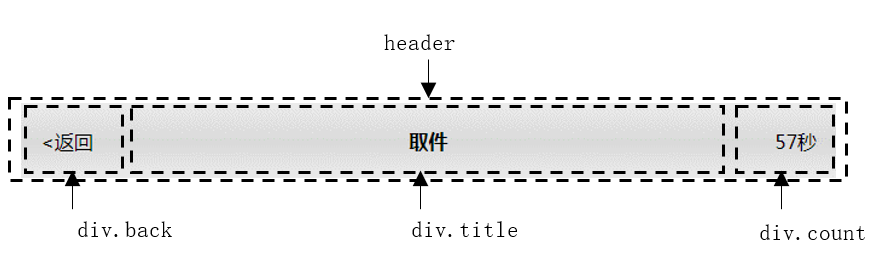 header
<返回
取件
57秒
div.back
div.title
div.count